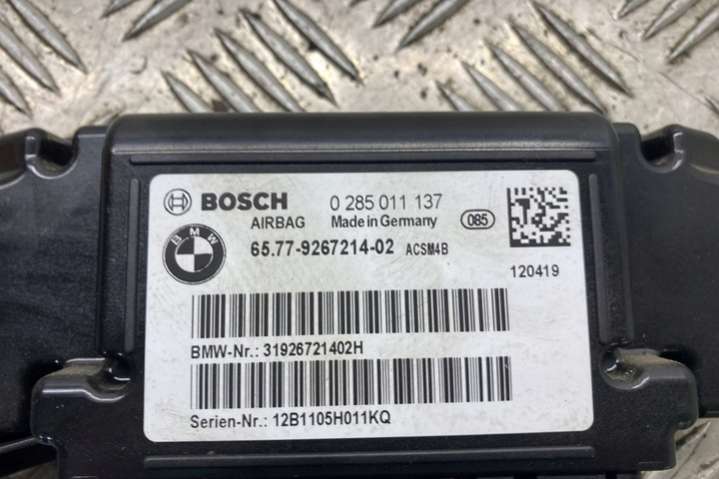 BOSCH 0 285 011 137
AIRBAG Made in Germany 085
BMW 65.77-9267214-02 ACSM4B
120419
BMW-Nr.: 31926721402H
Serien-Nr.: 12B1105H011KQ